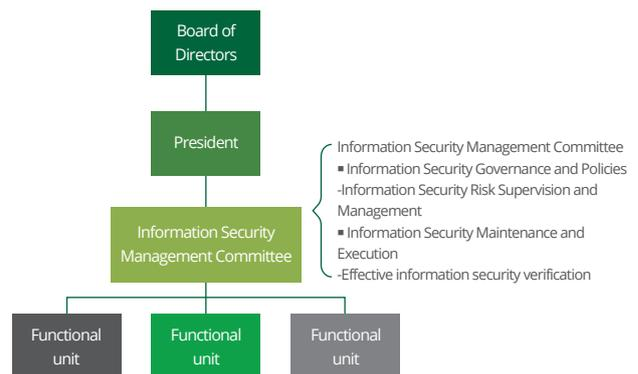 Board of
Directors
President
Information Security
Management Committee
Information Security Management Committee
▪ Information Security Governance and Policies
-Information Security Risk Supervision and
Management
▪ Information Security Maintenance and
Execution
-Effective information security verification
Functional
unit
Functional
unit
Functional
unit